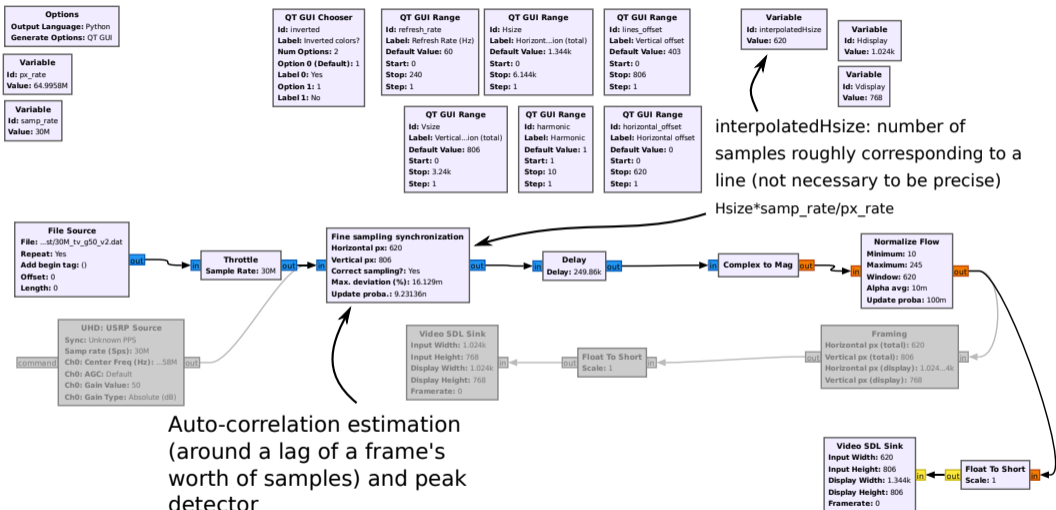 Options
Output Language: Python
Generate Options: QT GUI
Variable
Id: px_rate
Value: 64.9958M
Variable
Id: samp_rate
Value: 30M
QT GUI Chooser
Id: inverted
Label: Inverted colors?
Num Options: 2
Option 0 (Default): 1
Label 0: Yes
Option 1: 1
Label 1: No
QT GUI Range
Id: refresh_rate
Label: Refresh Rate (Hz)
Default Value: 60
Start: 0
Stop: 240
Step: 1
QT GUI Range
Id: Hsize
Label: Horizont...ion (total)
Default Value: 1.344k
Start: 0
Stop: 6.144k
Step: 1
QT GUI Range
Id: lines_offset
Label: Vertical offset
Default Value: 403
Start: 0
Stop: 806
Step: 1
Variable
Id: interpolatedHsize
Value: 620
Variable
Id: Hdisplay
Value: 1.024k
Variable
Id: Vdisplay
Value: 768
QT GUI Range
Id: Vsize
Label: Vertical...ion (total)
Default Value: 806
Start: 0
Stop: 3.24k
Step: 1
QT GUI Range
Id: harmonic
Label: Harmonic
Default Value: 1
Start: 1
Stop: 10
Step: 1
QT GUI Range
Id: horizontal_offset
Label: Horizontal offset
Default Value: 0
Start: 0
Stop: 620
Step: 1
interpolatedHsize: number of
samples roughly corresponding to a
line (not necessary to be precise)
Hsize*samp_rate/px_rate
File Source
File: ...st/30M_tv_g50_v2.dat
Repeat: Yes
Add begin tag: ()
Offset: 0
Length: 0
out
in
Throttle
Sample Rate: 30M
out
in
Fine sampling synchronization
Horizontal px: 620
Vertical px: 806
Correct sampling?: Yes
Max. deviation (%): 16.129m
Update proba.: 9.23136n
out
in
Delay
Delay: 249.86k
out
in
Complex to Mag
out
in
Normalize Flow
Minimum: 10
Maximum: 245
Window: 620
Alpha avg: 10m
Update proba: 100m
out
command
UHD: USRP Source
Sync: Unknown PPS
Samp rate (Sps): 30M
Ch0: Center Freq (Hz): ...58M
Ch0: AGC: Default
Ch0: Gain Value: 50
Ch0: Gain Type: Absolute (dB)
out
Video SDL Sink
Input Width: 1.024k
Input Height: 768
Display Width: 1.024k
Display Height: 768
Framerate: 0
in
out
Float To Short
Scale: 1
in
out
Framing
Horizontal px (total): 620
Vertical px (total): 806
Horizontal px (display): 1.024...4k
Vertical px (display): 768
in
Auto-correlation estimation
(around a lag of a frame's
worth of samples) and peak
detector
Video SDL Sink
Input Width: 620
Input Height: 806
Display Width: 1.344k
Display Height: 806
Framerate: 0
in
out
Float To Short
Scale: 1
in